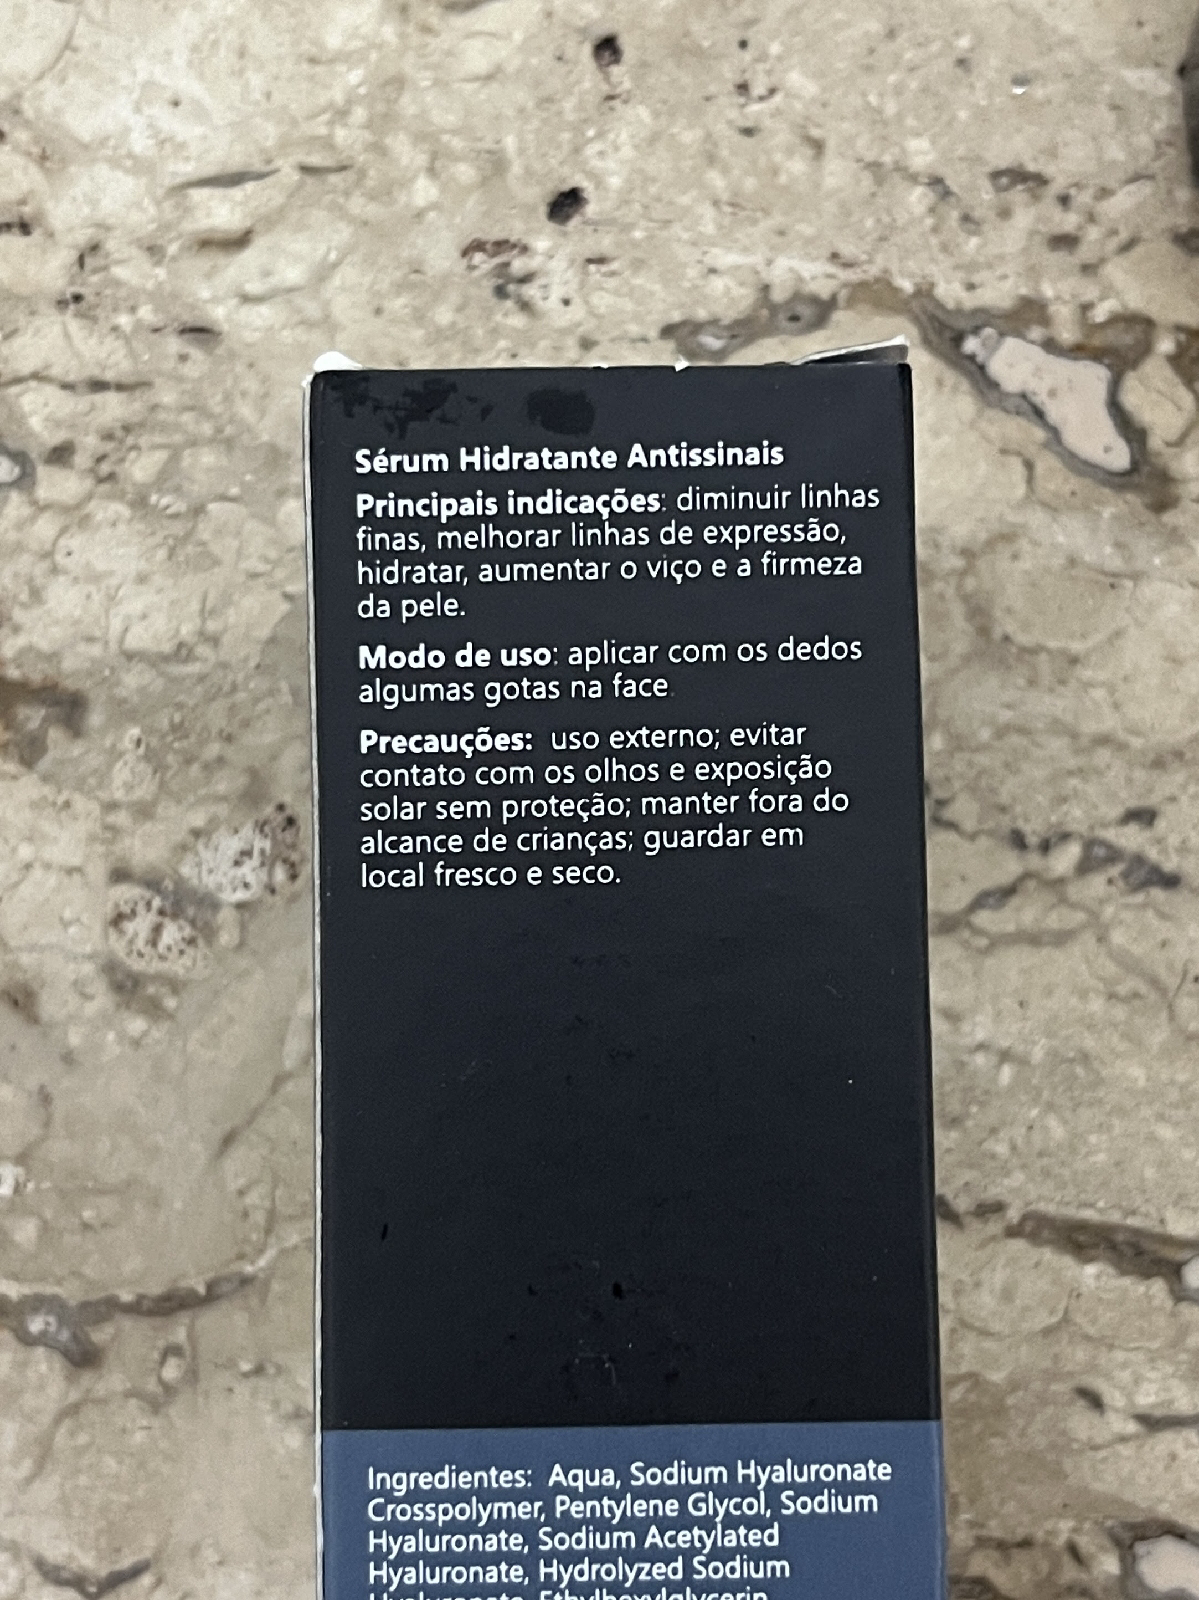 Sérum Hidratante Antissinais
Principais indicações: diminuir linhas
finas, melhorar linhas de expressão,
hidratar, aumentar o viço e a firmeza
da pele.
Modo de uso: aplicar com os dedos
algumas gotas na face.
Precauções: uso externo; evitar
contato com os olhos e exposição
solar sem proteção; manter fora do
alcance de crianças; guardar em
local fresco e seco.
Ingredientes: Aqua, Sodium Hyaluronate
Crosspolymer, Pentylene Glycol, Sodium
Hyaluronate, Sodium Acetylated
Hyaluronate, Hydrolyzed Sodium
Hyaluronate, Ethylhexylglycerin